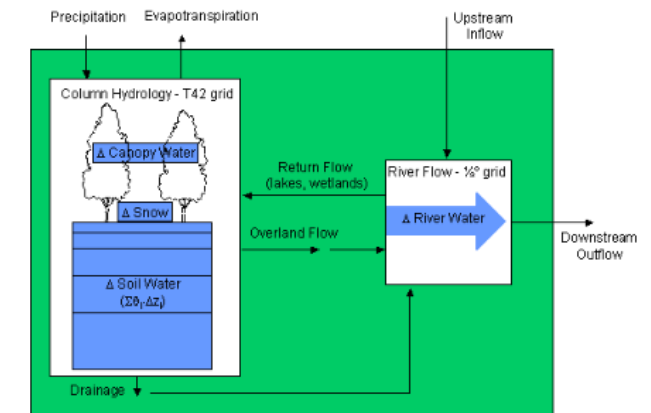 Precipitation
Evapotranspiration
Upstream
Inflow
Column Hydrology - T42 grid
Δ Canopy Water
Δ Snow
Δ Soil Water
(Σθᵢ·Δzᵢ)
Return Flow
(lakes, wetlands)
Overland Flow
River Flow - ⅛° grid
Δ River Water
Downstream
Outflow
Drainage